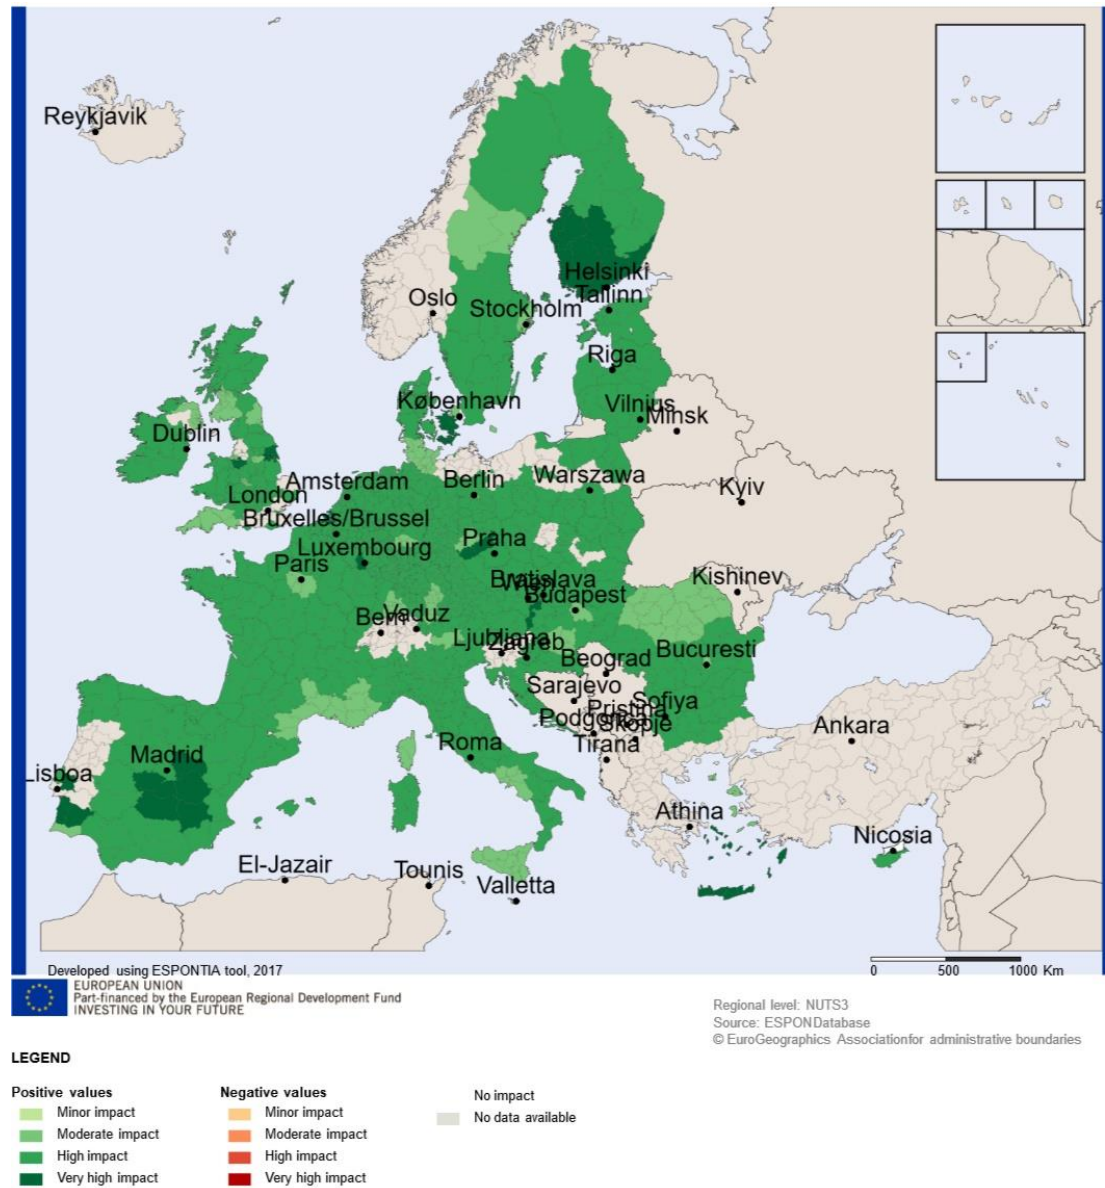 Reykjavík
Oslo
Helsinki
Tallinn
Stockholm
Riga
København
Vilnius
Minsk
Dublin
Amsterdam
Berlin
Warszawa
London
Kyiv
Bruxelles/Brussel
Luxembourg
Praha
Paris
Bratislava
Wien
Budapest
Kishinev
Bern
Vaduz
Ljubljana
Zagreb
Beograd
Bucuresti
Sarajevo
Pristina
Sofiya
Podgorica
Skopje
Ankara
Roma
Tirana
Madrid
Lisboa
Athina
Nicosia
El-Jazair
Tounis
Valletta
Developed using ESPONTIA tool, 2017
0 500 1000 Km
EUROPEAN UNION
Part-financed by the European Regional Development Fund
INVESTING IN YOUR FUTURE
Regional level: NUTS3
Source: ESPONDatabase
© EuroGeographics Associationfor administrative boundaries
LEGEND
Positive values
Minor impact
Moderate impact
High impact
Very high impact
Negative values
Minor impact
Moderate impact
High impact
Very high impact
No impact
No data available